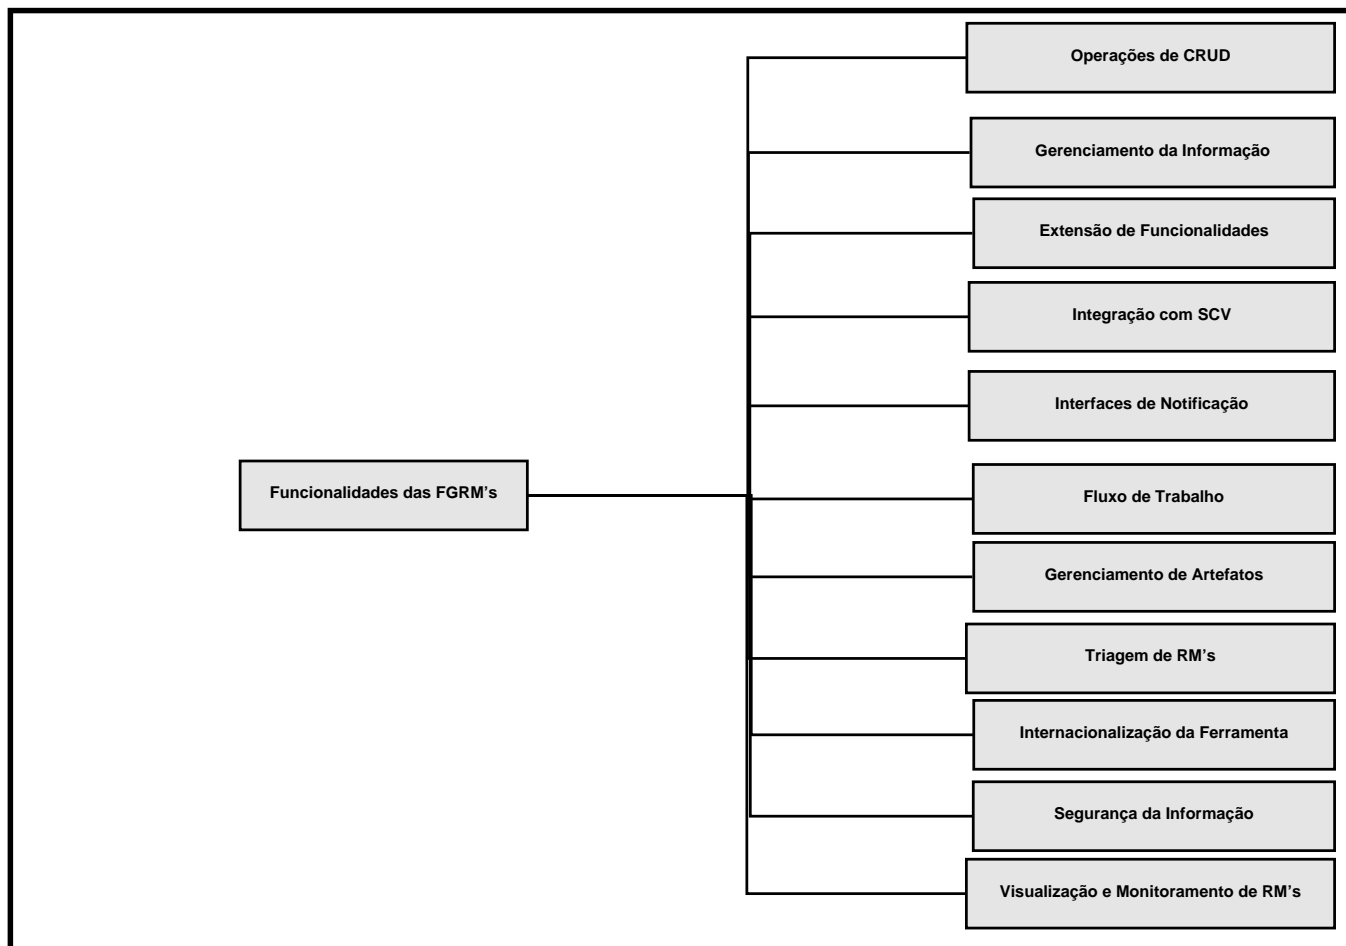 Operações de CRUD
Gerenciamento da Informação
Extensão de Funcionalidades
Integração com SCV
Interfaces de Notificação
Funcionalidades das FGRM’s
Fluxo de Trabalho
Gerenciamento de Artefatos
Triagem de RM’s
Internacionalização da Ferramenta
Segurança da Informação
Visualização e Monitoramento de RM’s